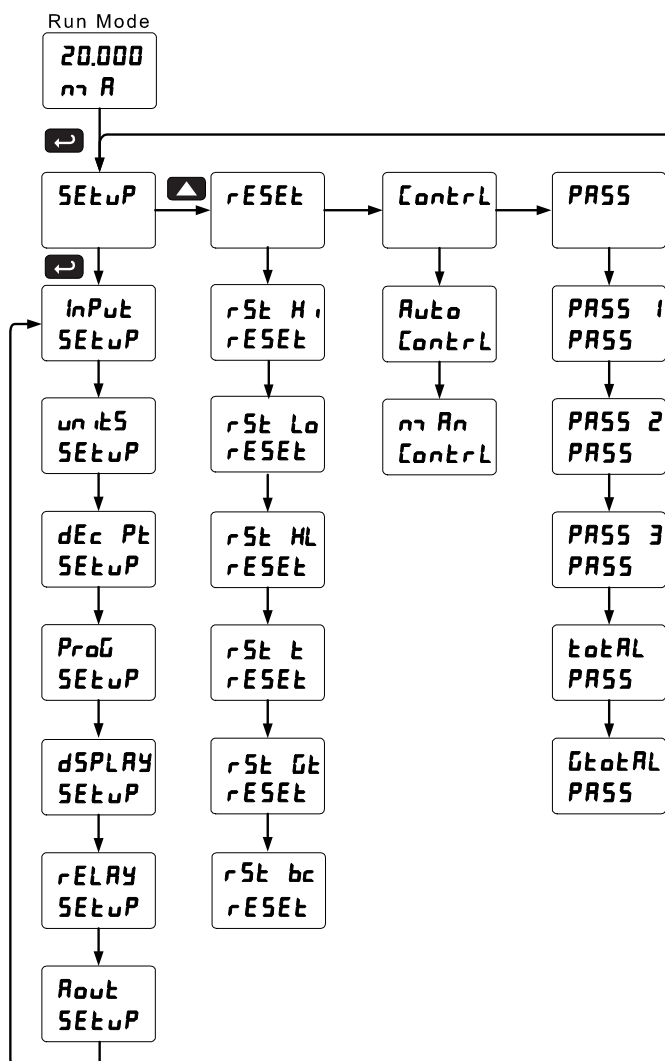 Run Mode
20.000
mA
SEtuP
rESEt
ContrL
PASS
InPut
SEtuP
rSt Hi
rESEt
Auto
ContrL
PASS 1
PASS
unitS
SEtuP
rSt Lo
rESEt
mAn
ContrL
PASS 2
PASS
dEc Pt
SEtuP
rSt HL
rESEt
PASS 3
PASS
ProG
SEtuP
rSt t
rESEt
totAL
PASS
dSPLAY
SEtuP
rSt Gt
rESEt
GtotAL
PASS
rELAY
SEtuP
rSt bc
rESEt
Aout
SEtuP